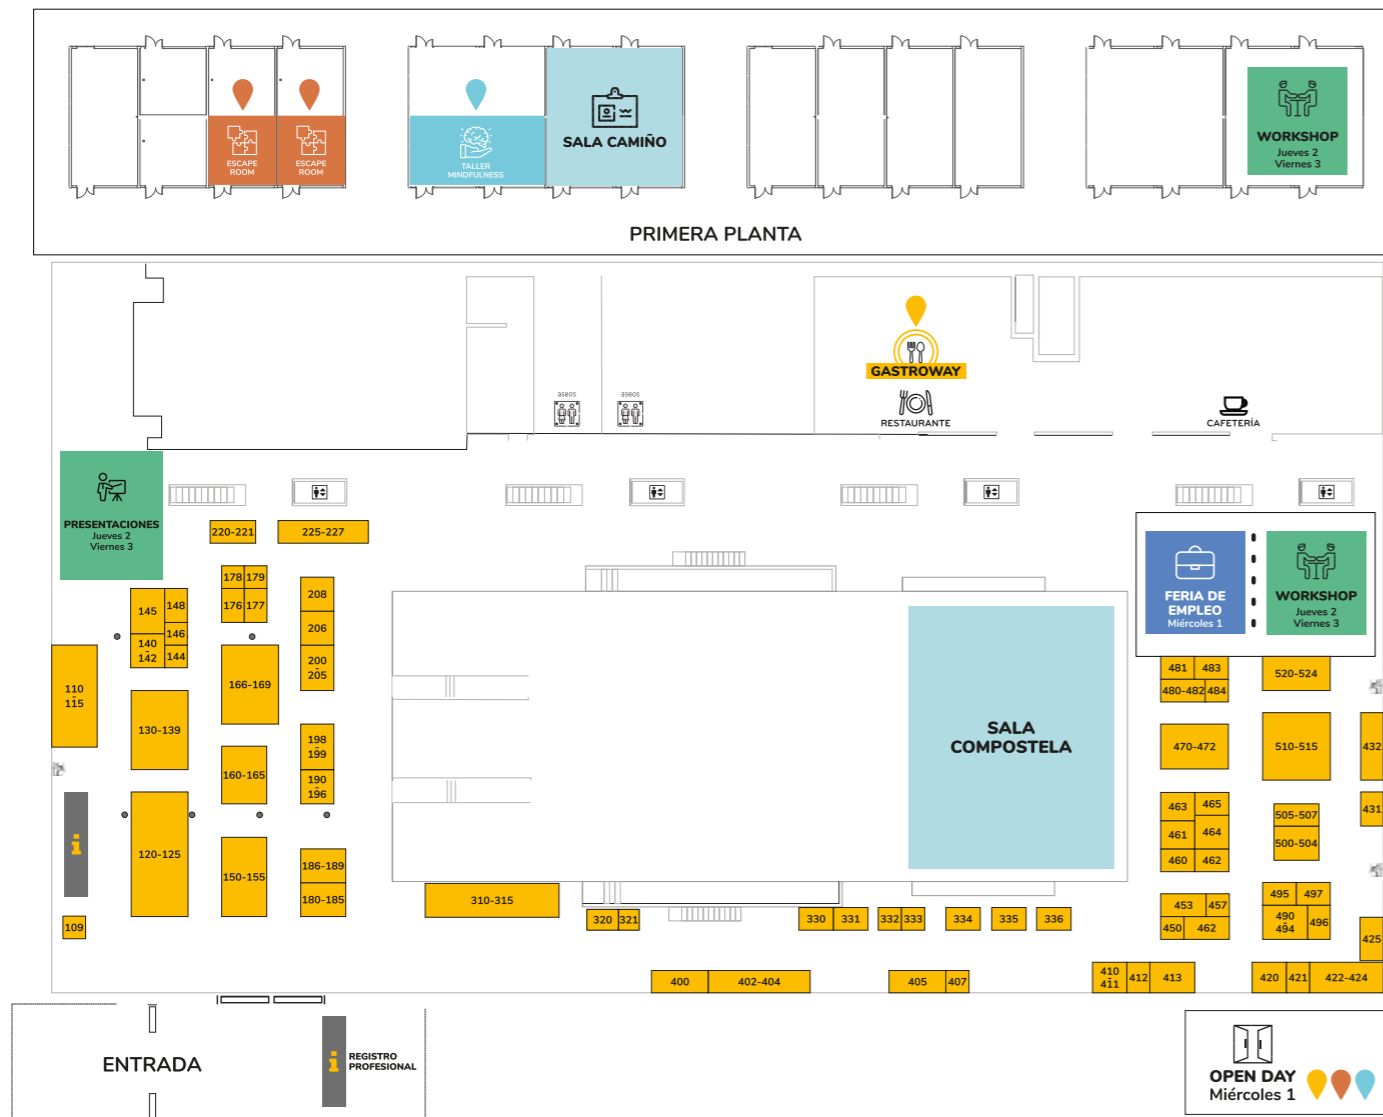 ESCAPE
ROOM
ESCAPE
ROOM
TALLER
MINDFULNESS
SALA CAMIÑO
WORKSHOP
Jueves 2
Viernes 3
PRIMERA PLANTA
GASTROWAY
RESTAURANTE
CAFETERÍA
aseos
aseos
PRESENTACIONES
Jueves 2
Viernes 3
220-221
225-227
178
179
176
177
208
206
200
-
205
145
148
146
140
-
142
144
110
-
115
166-169
130-139
198
-
199
160-165
190
-
196
120-125
150-155
186-189
180-185
109
i
FERIA DE
EMPLEO
Miércoles 1
WORKSHOP
Jueves 2
Viernes 3
SALA
COMPOSTELA
481
483
480-482
484
520-524
470-472
510-515
432
463
465
461
464
460
462
505-507
500-504
431
453
457
450
462
495
497
490
-
494
496
425
310-315
320
321
330
331
332
333
334
335
336
400
402-404
405
407
410
-
411
412
413
420
421
422-424
ENTRADA
i
REGISTRO
PROFESIONAL
OPEN DAY
Miércoles 1